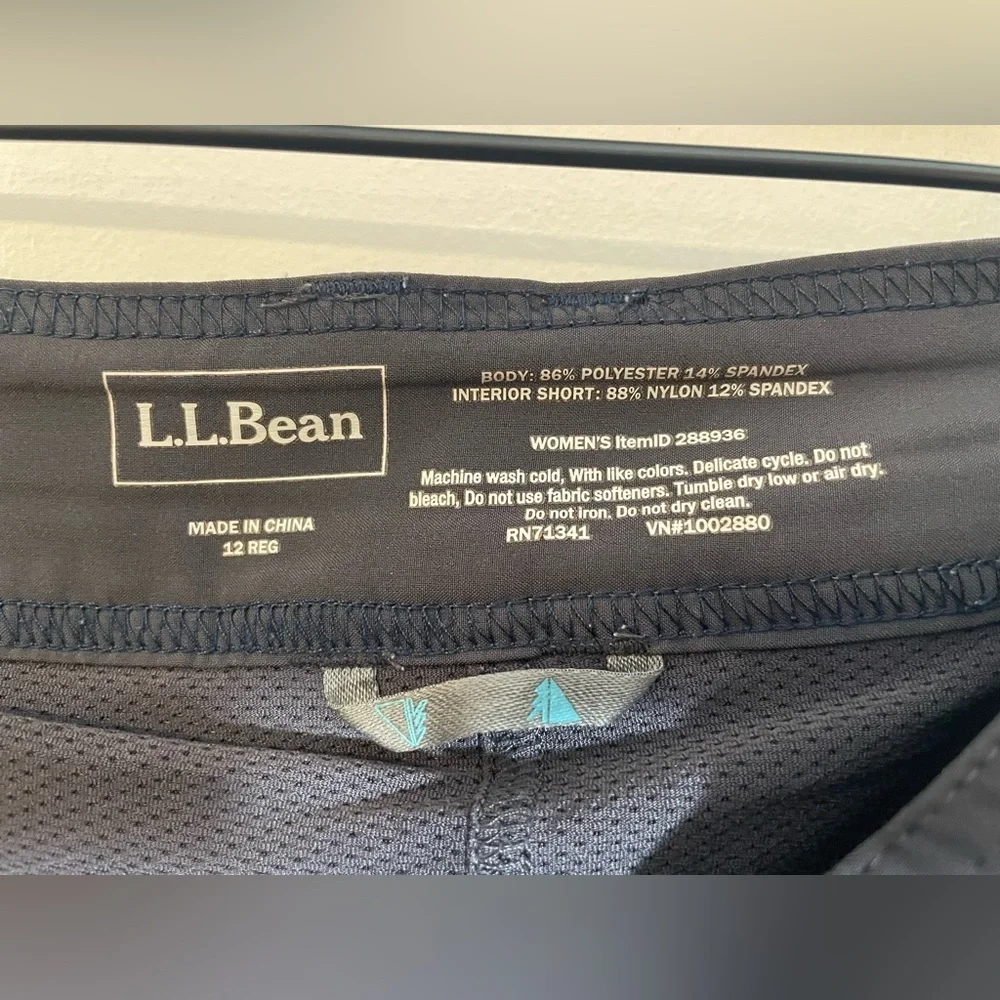 L.L.Bean
MADE IN CHINA
12 REG
BODY: 86% POLYESTER 14% SPANDEX
INTERIOR SHORT: 88% NYLON 12% SPANDEX
WOMEN'S ItemID 288936
Machine wash cold, With like colors. Delicate cycle. Do not
bleach, Do not use fabric softeners. Tumble dry low or air dry.
Do not iron. Do not dry clean.
RN71341 VN#1002880